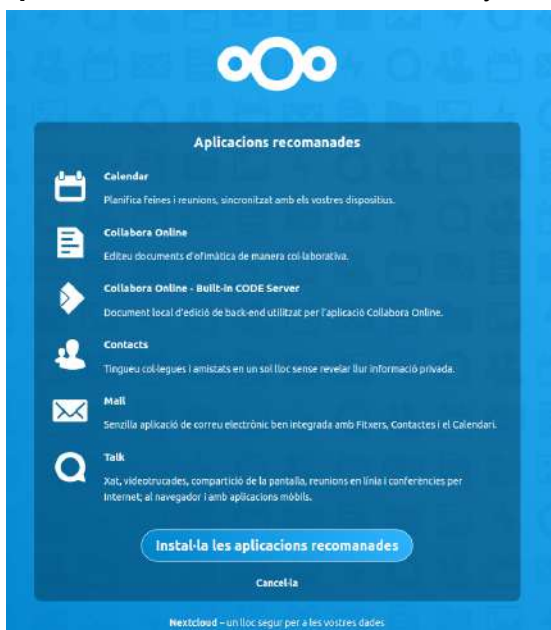 Aplicacions recomanades
Calendar
Planifica feines i reunions, sincronitzat amb els vostres dispositius.
Collabora Online
Editeu documents d'ofimàtica de manera col·laborativa.
Collabora Online - Built-in CODE Server
Document local d'edició de back-end utilitzat per l'aplicació Collabora Online.
Contacts
Tingueu col·legues i amistats en un sol lloc sense revelar llur informació privada.
Mail
Senzilla aplicació de correu electrònic ben integrada amb Fitxers, Contactes i el Calendari.
Talk
Xat, videotrucades, compartició de la pantalla, reunions en línia i conferències per
Internet; al navegador i amb aplicacions mòbils.
Instal·la les aplicacions recomanades
Cancel·la
Nextcloud – un lloc segur per a les vostres dades